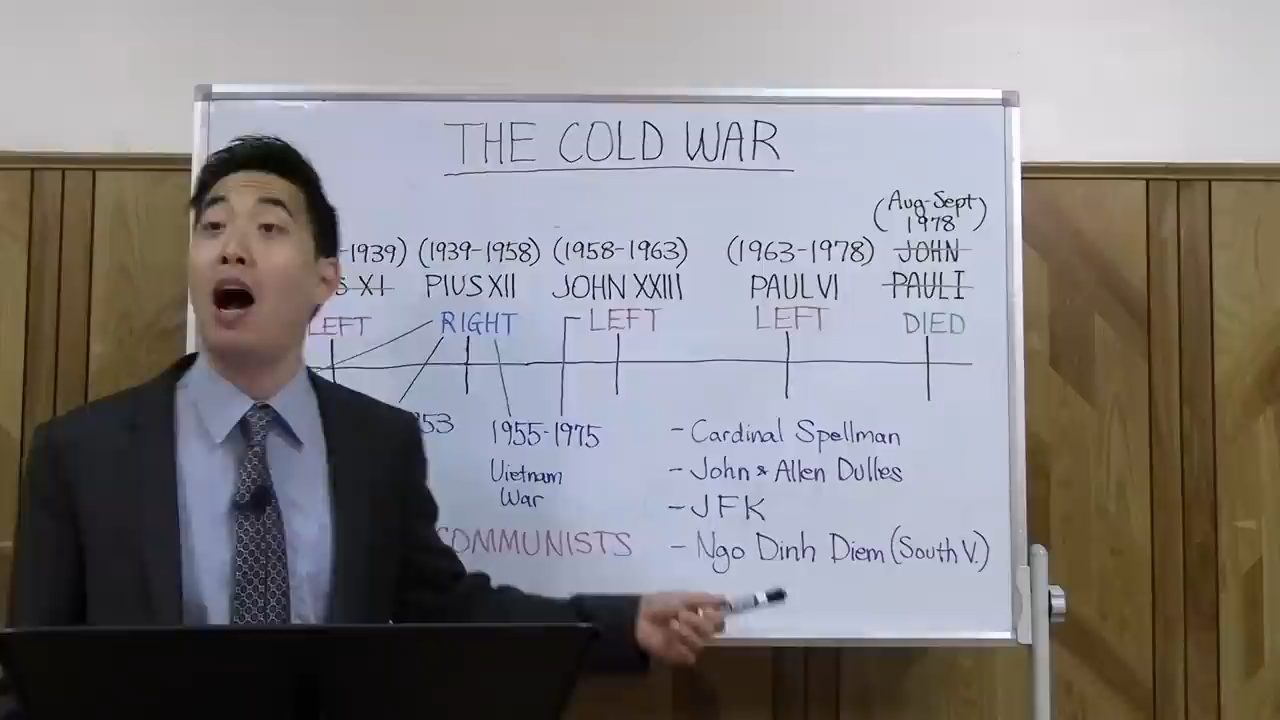 THE COLD WAR
(Aug-Sept
1978)
-1939) (1939-1958) (1958-1963) (1963-1978) JOHN
S XI PIUS XII JOHN XXIII PAUL VI PAUL I
LEFT RIGHT LEFT LEFT DIED
53 1955-1975
Vietnam
War
COMMUNISTS
- Cardinal Spellman
- John & Allen Dulles
- JFK
- Ngo Dinh Diem (South V.)